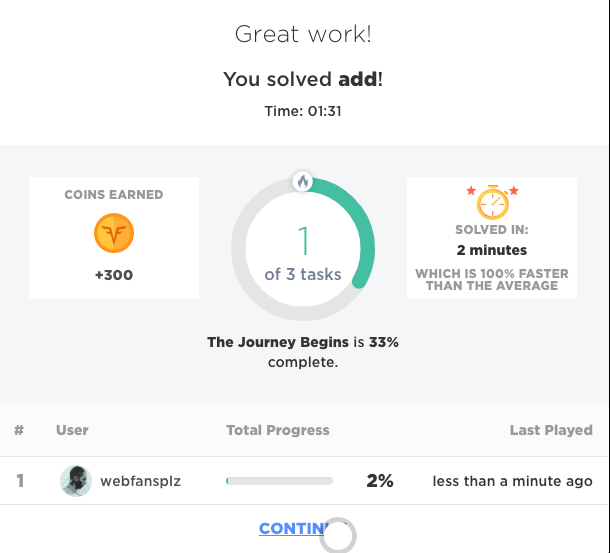 Great work!
You solved add!
Time: 01:31
COINS EARNED
+300
1
of 3 tasks
SOLVED IN:
2 minutes
WHICH IS 100% FASTER
THAN THE AVERAGE
The Journey Begins is 33%
complete.
# User Total Progress Last Played
1 webfansplz 2% less than a minute ago